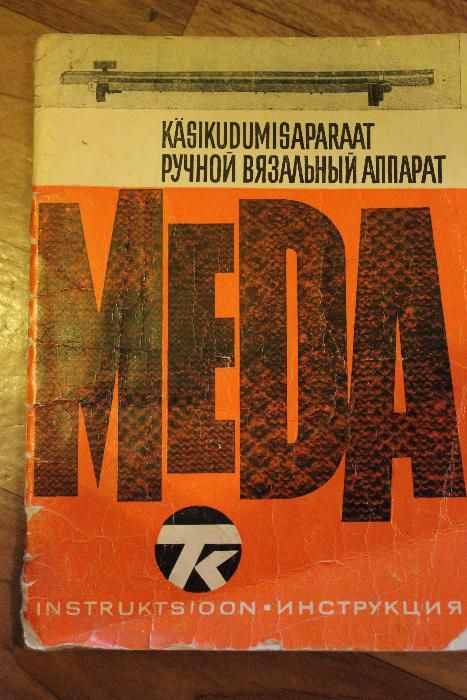 KÄSIKUDUMISAPARAAT
РУЧНОЙ ВЯЗАЛЬНЫЙ АППАРАТ
MEDA
TK
INSTRUKTSIOON • ИНСТРУКЦИЯ